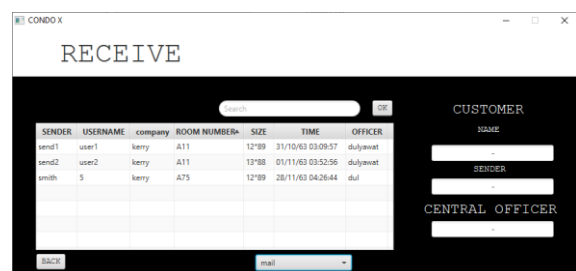 CONDO X
RECEIVE
Search OK
SENDER USERNAME company ROOM NUMBER SIZE TIME OFFICER
send1 user1 kerry A11 12*89 31/10/63 03:09:57 dulyawat
send2 user2 kerry A11 13*88 01/11/63 03:52:56 dulyawat
smith 5 kerry A75 12*89 28/11/63 04:26:44 dul
CUSTOMER
NAME
-
SENDER
-
CENTRAL OFFICER
-
BACK mail